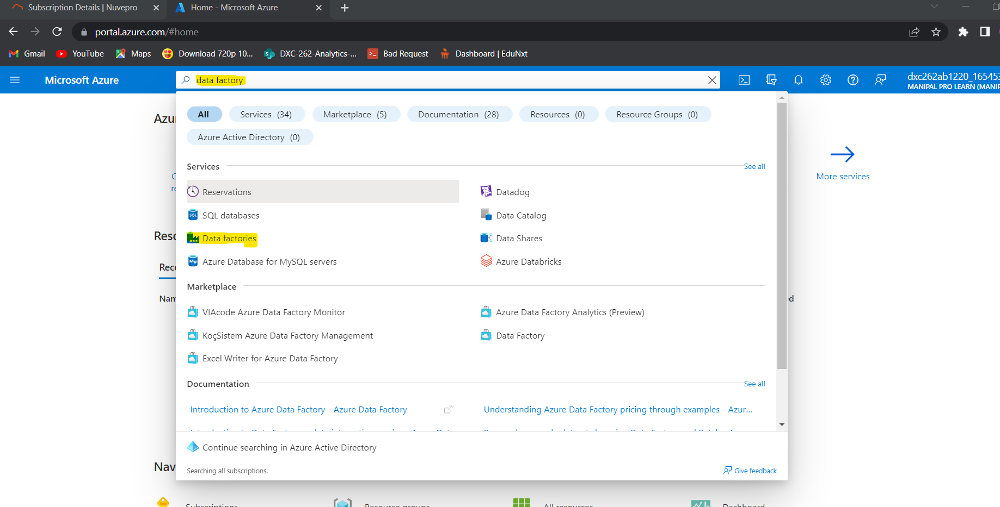 Subscription Details | Nuvepro
Home - Microsoft Azure
portal.azure.com/#home
Gmail YouTube Maps Download 720p 10... DXC-262-Analytics-... Bad Request Dashboard | EduNxt
Microsoft Azure
data factory
dxc262ab1220_16545
MANIPAL PRO LEARN (MANIP
All Services (34) Marketplace (5) Documentation (28) Resources (0) Resource Groups (0)
Azure Active Directory (0)
Services See all
Reservations Datadog
SQL databases Data Catalog
Data factories Data Shares
Azure Database for MySQL servers Azure Databricks
More services
Marketplace
VIAcode Azure Data Factory Monitor Azure Data Factory Analytics (Preview)
KoçSistem Azure Data Factory Management Data Factory
Excel Writer for Azure Data Factory
Documentation See all
Introduction to Azure Data Factory - Azure Data Factory Understanding Azure Data Factory pricing through examples - Azur...
Continue searching in Azure Active Directory
Searching all subscriptions. Give feedback
Azu
Reso
Rece
Nam
ed
Nav
Subscriptions Resource groups All resources Dashboard